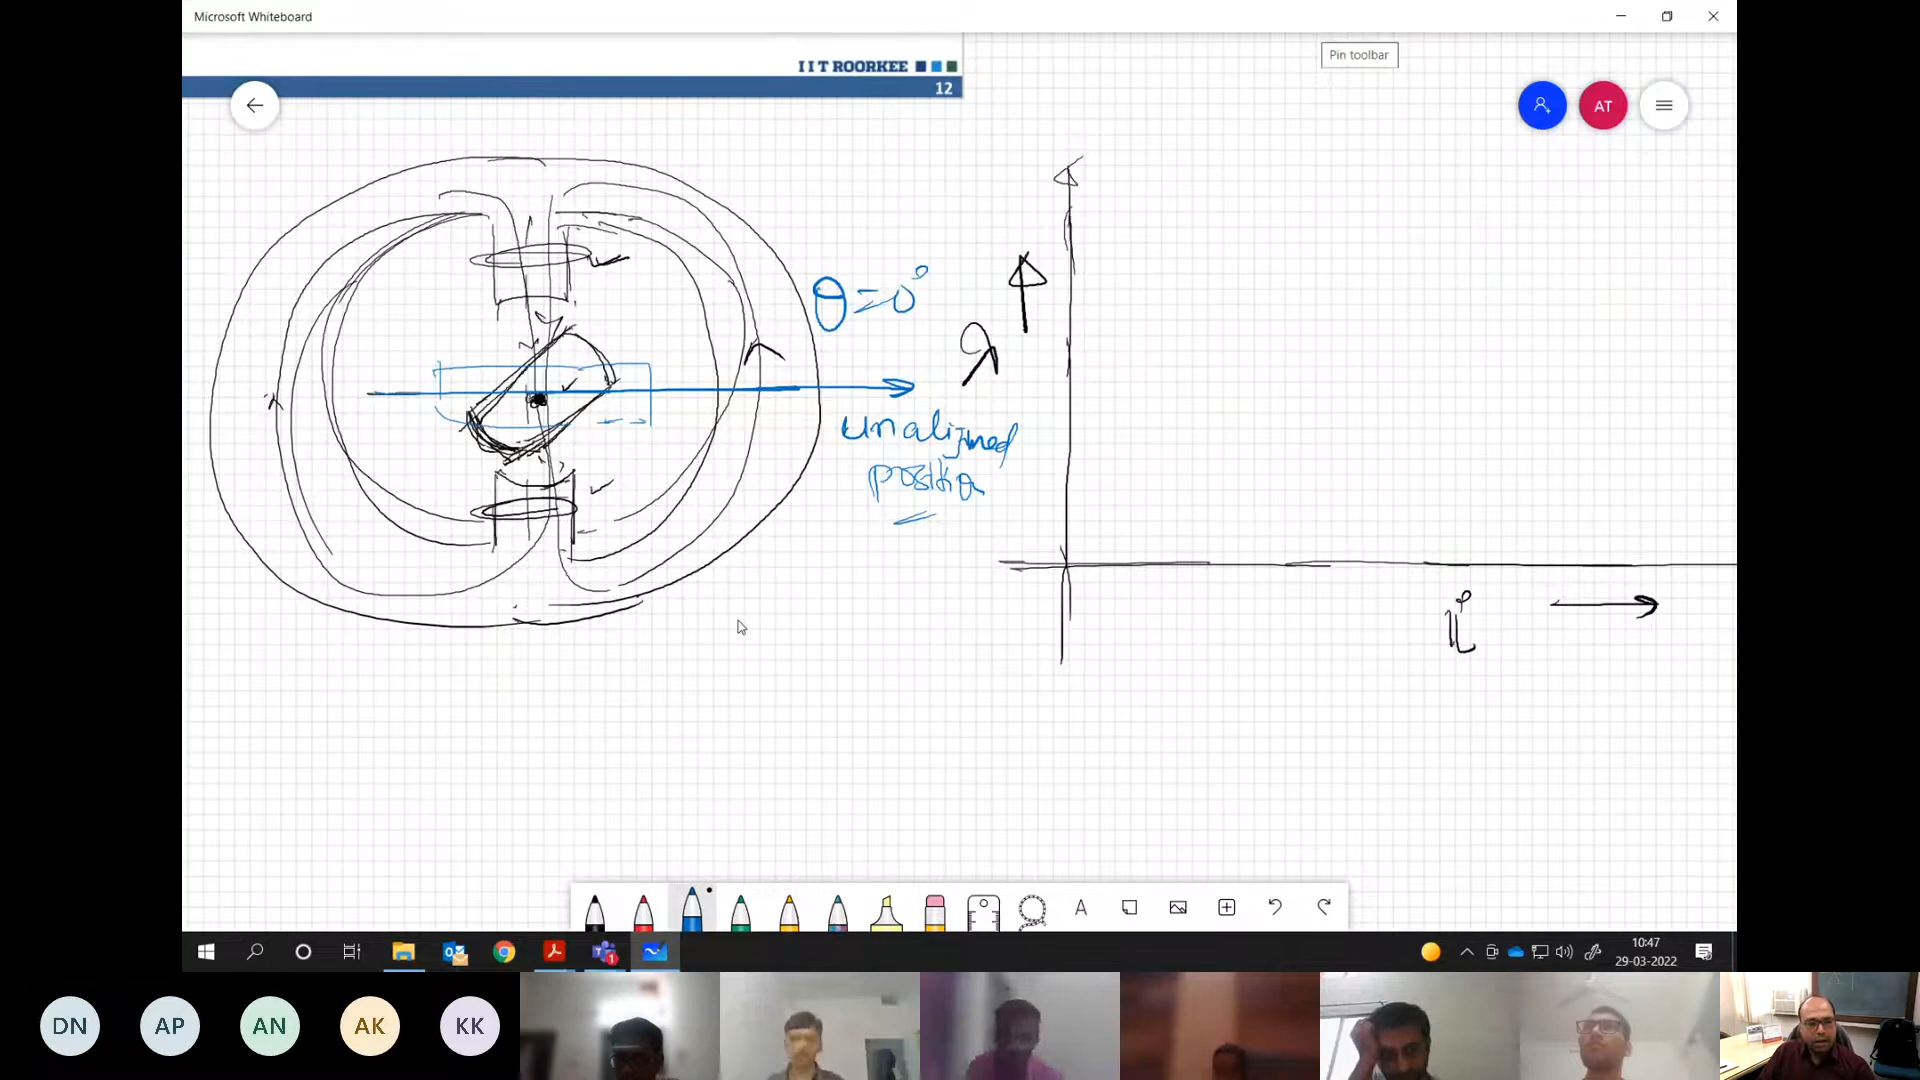 Microsoft Whiteboard
Pin toolbar
IIT ROORKEE
12
AT
θ = 0°
unaligned
position
λ
i
A
10:47
29-03-2022
1
DN
AP
AN
AK
KK